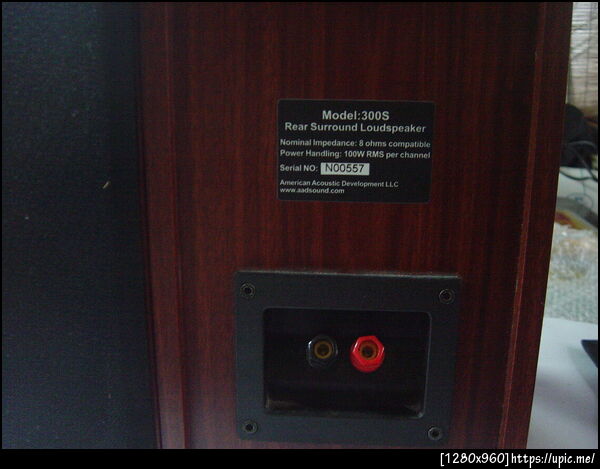 Model:300S
Rear Surround Loudspeaker
Nominal Impedance: 8 ohms compatible
Power Handling: 100W RMS per channel
Serial NO: N00557
American Acoustic Development LLC
www.aadsound.com
[1280x960]https://upic.me/